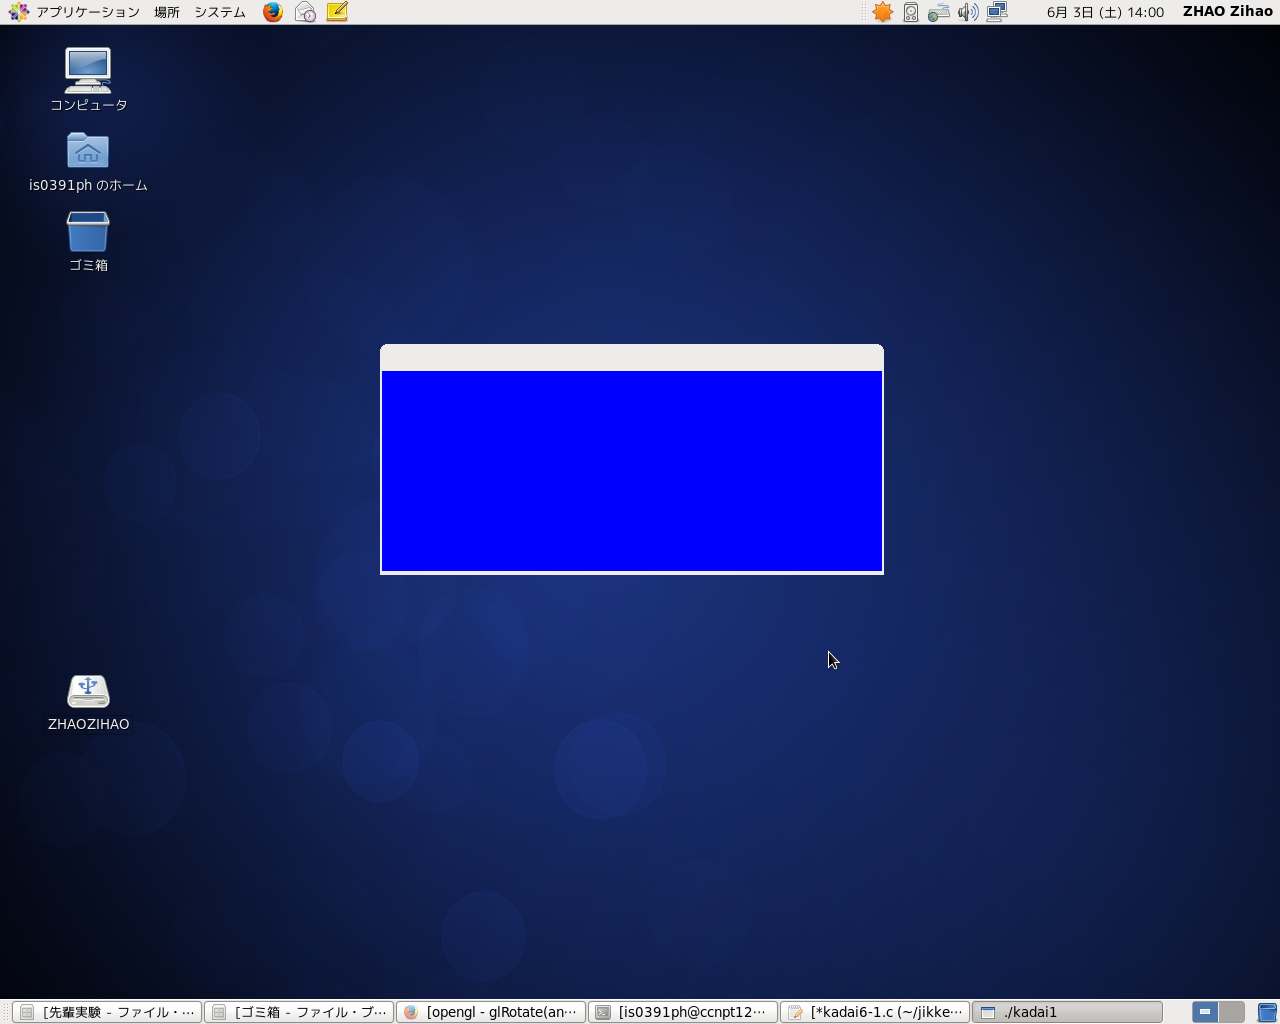 アプリケーション 場所 システム 6月 3日 (土) 14:00 ZHAO Zihao
コンピュータ
is0391ph のホーム
ゴミ箱
ZHAOZIHAO
[先輩実験 - ファイル・… [ゴミ箱 - ファイル・ブ… [opengl - glRotate(an… [is0391ph@ccnpt12… [*kadai6-1.c (~/jikke… ./kadai1